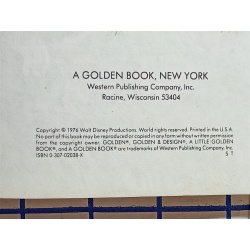 A GOLDEN BOOK, NEW YORK
Western Publishing Company, Inc.
Racine, Wisconsin 53404
Copyright © 1976 Walt Disney Productions. World rights reserved. Printed in the U.S.A.
No part of this book may be reproduced or copied in any form without written permission
from the copyright owner. GOLDEN®, GOLDEN & DESIGN®, A LITTLE GOLDEN
BOOK®, and A GOLDEN BOOK® are trademarks of Western Publishing Company, Inc.
ISBN 0-307-02038-X